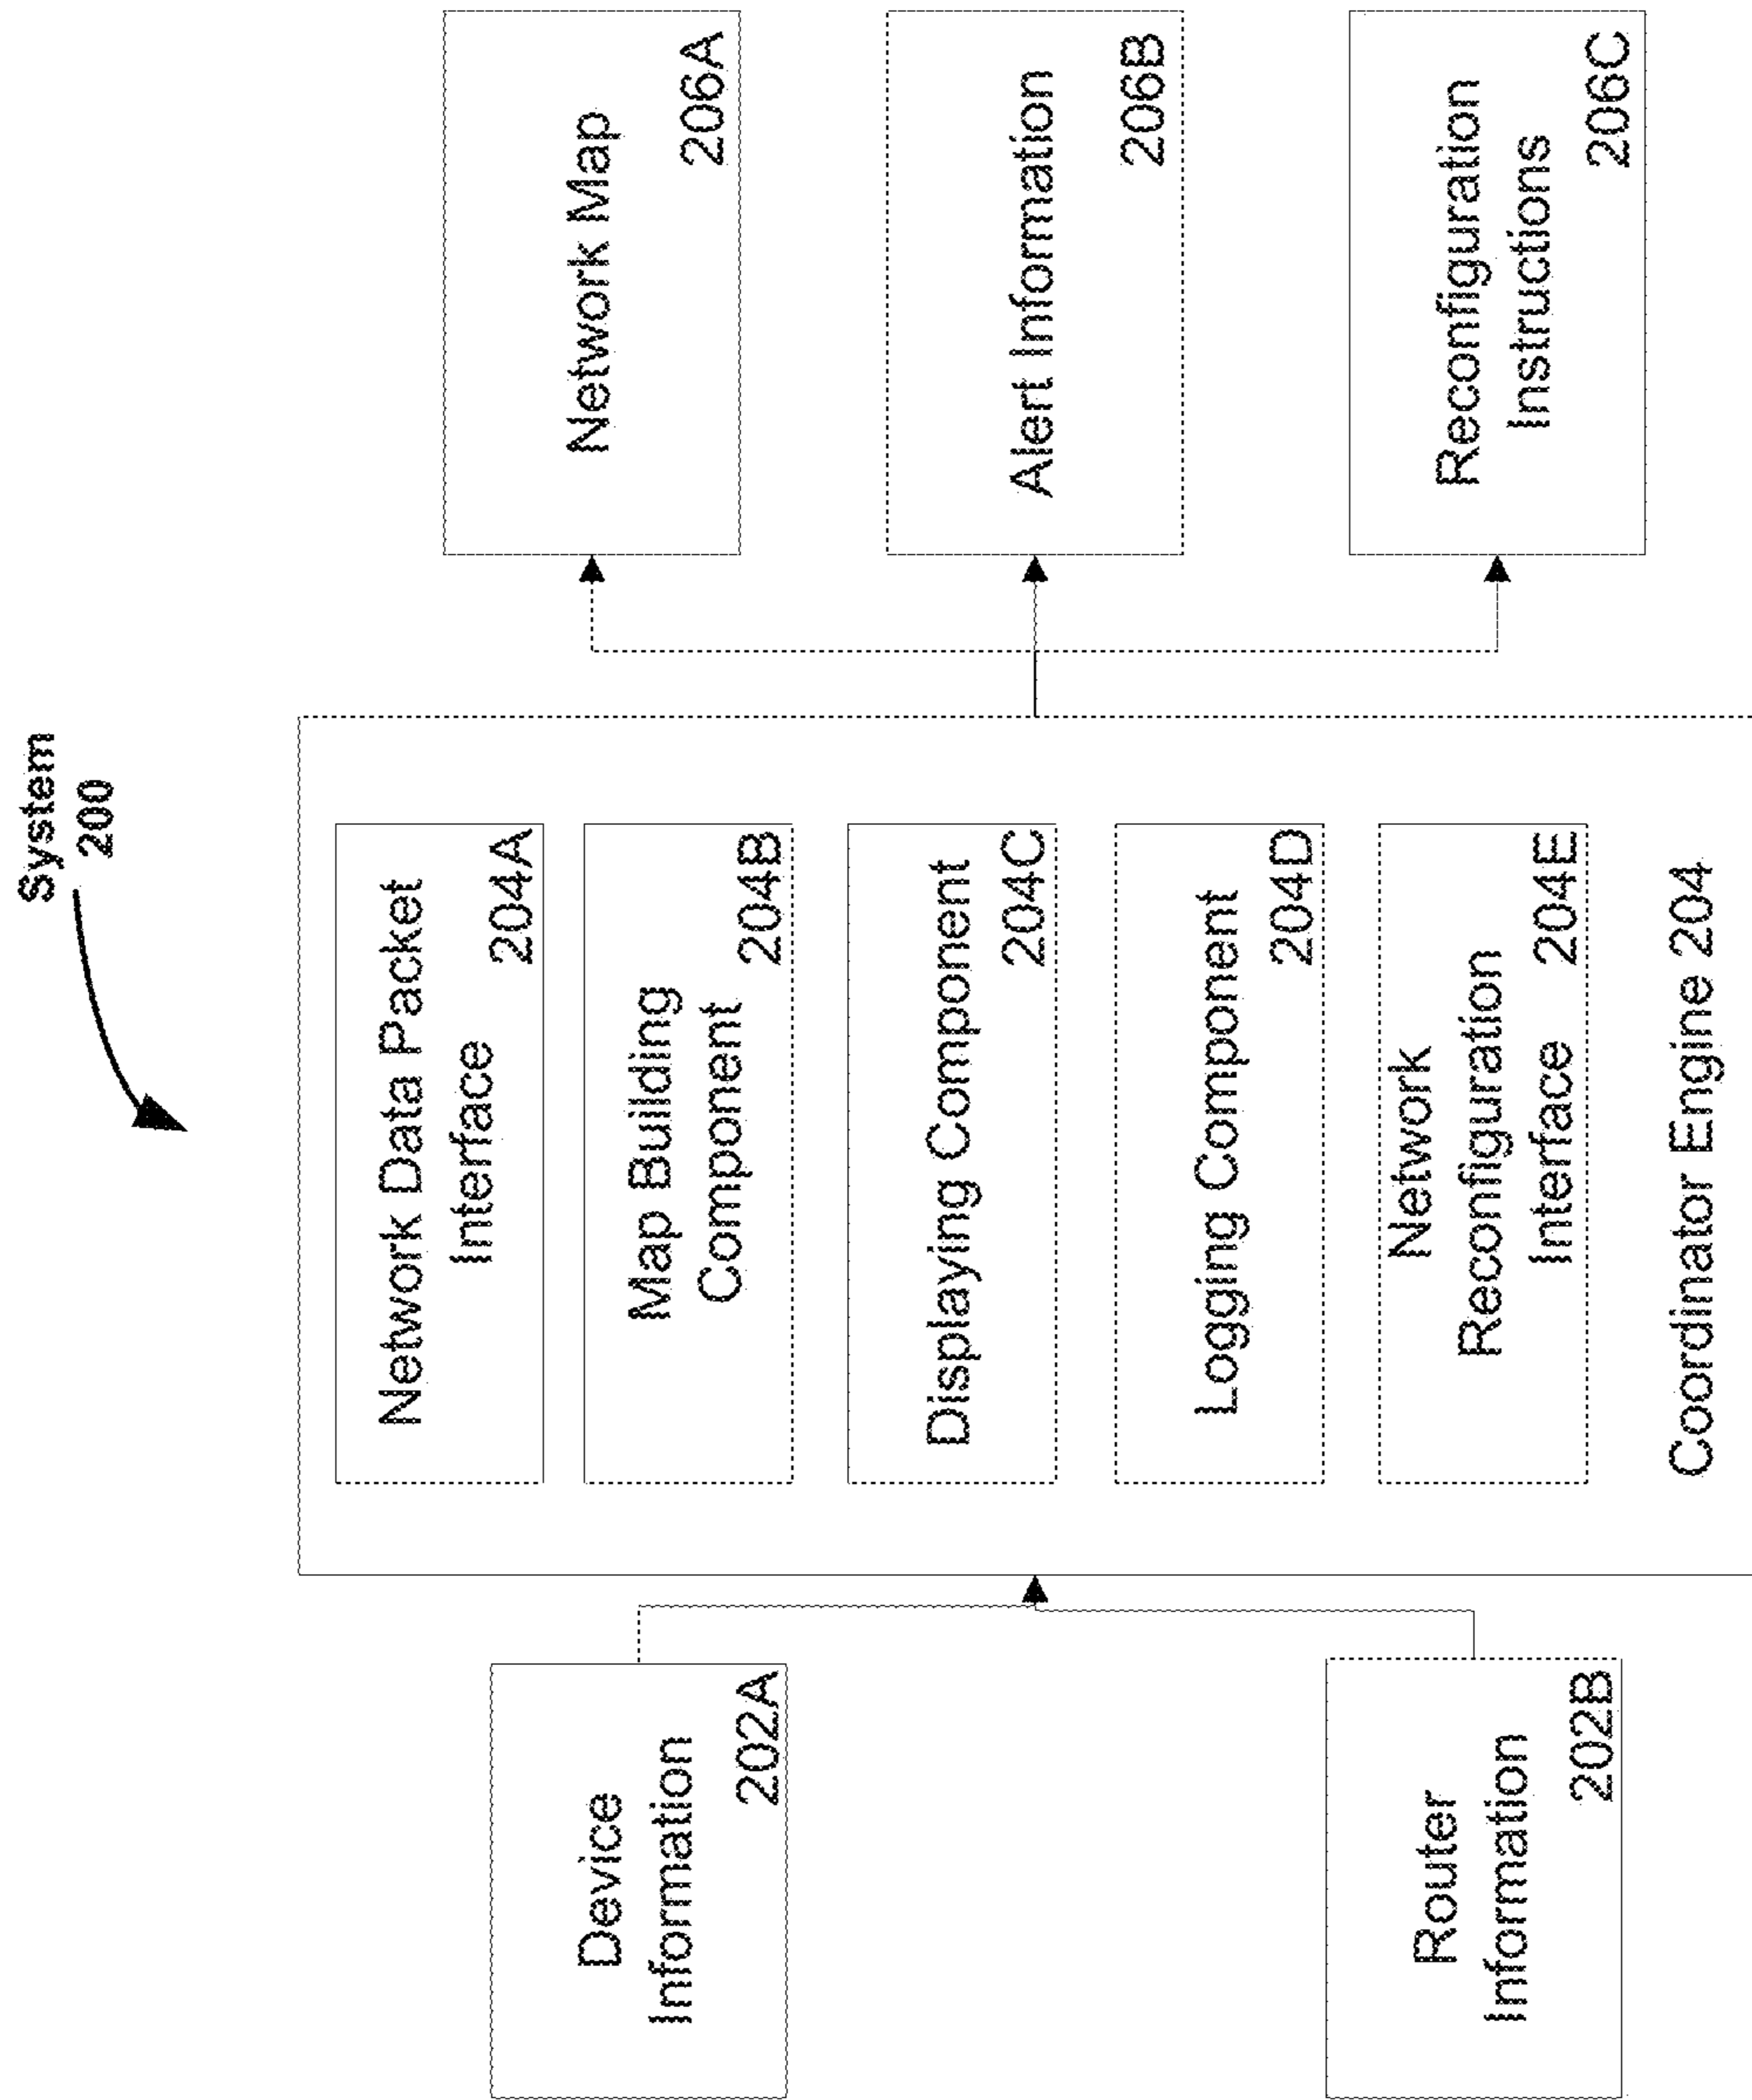 System
200
Device
Information
202A
Router
Information
202B
Network Data Packet
Interface
204A
Map Building
Component
204B
Displaying Component
204C
Logging Component
204D
Network
Reconfiguration
Interface 204E
Coordinator Engine 204
Network Map
206A
Alert Information
206B
Reconfiguration
Instructions
206C